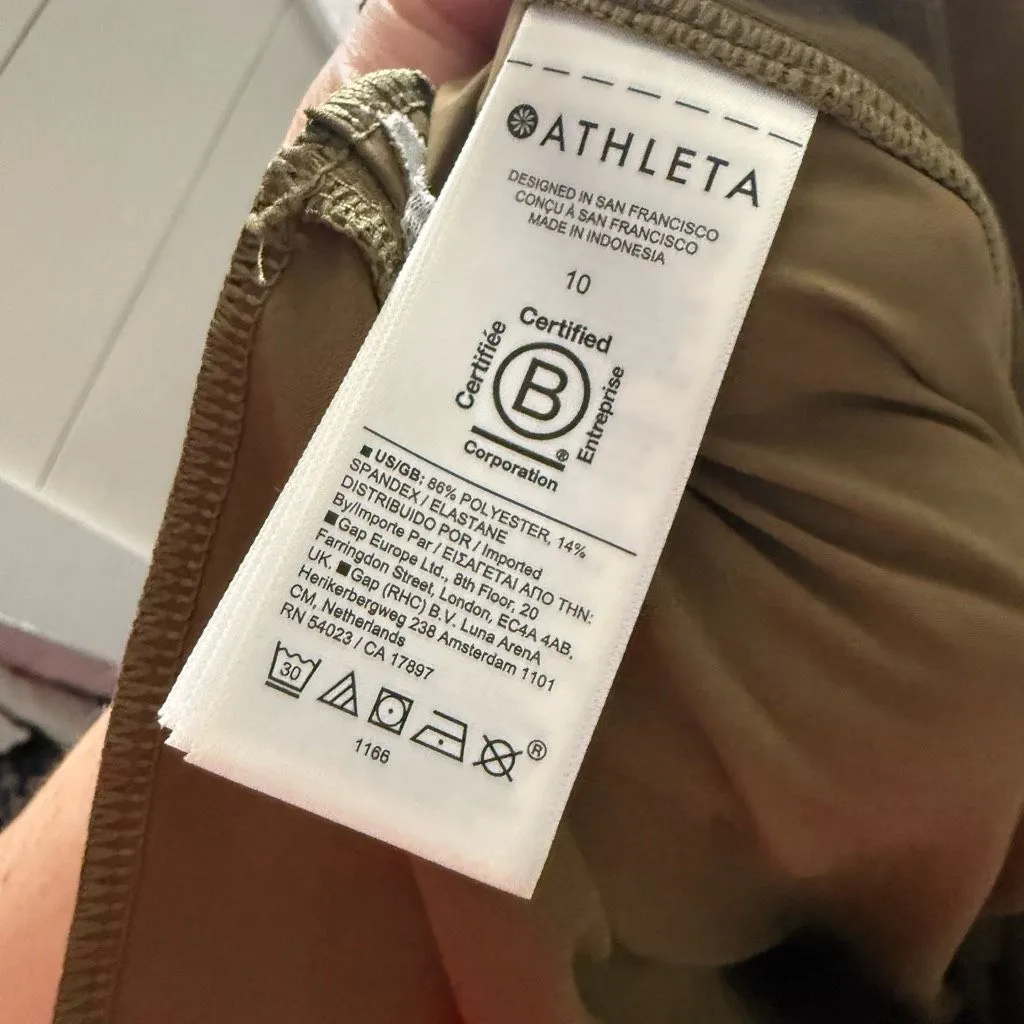 ATHLETA
DESIGNED IN SAN FRANCISCO
CONÇU À SAN FRANCISCO
MADE IN INDONESIA
10
Certified
Certifiée
B
Entreprise
Corporation®
US/GB: 86% POLYESTER, 14%
SPANDEX / ELASTANE
DISTRIBUIDO POR / Imported
By/Importe Par / ΕΙΣΑΓΕΤΑΙ ΑΠΟ ΤΗΝ:
Gap Europe Ltd., 8th Floor, 20
Farringdon Street, London, EC4A 4AB,
UK. Gap (RHC) B.V. Luna ArenA
Herikerbergweg 238 Amsterdam 1101
CM, Netherlands
RN 54023 / CA 17897
30
®
1166